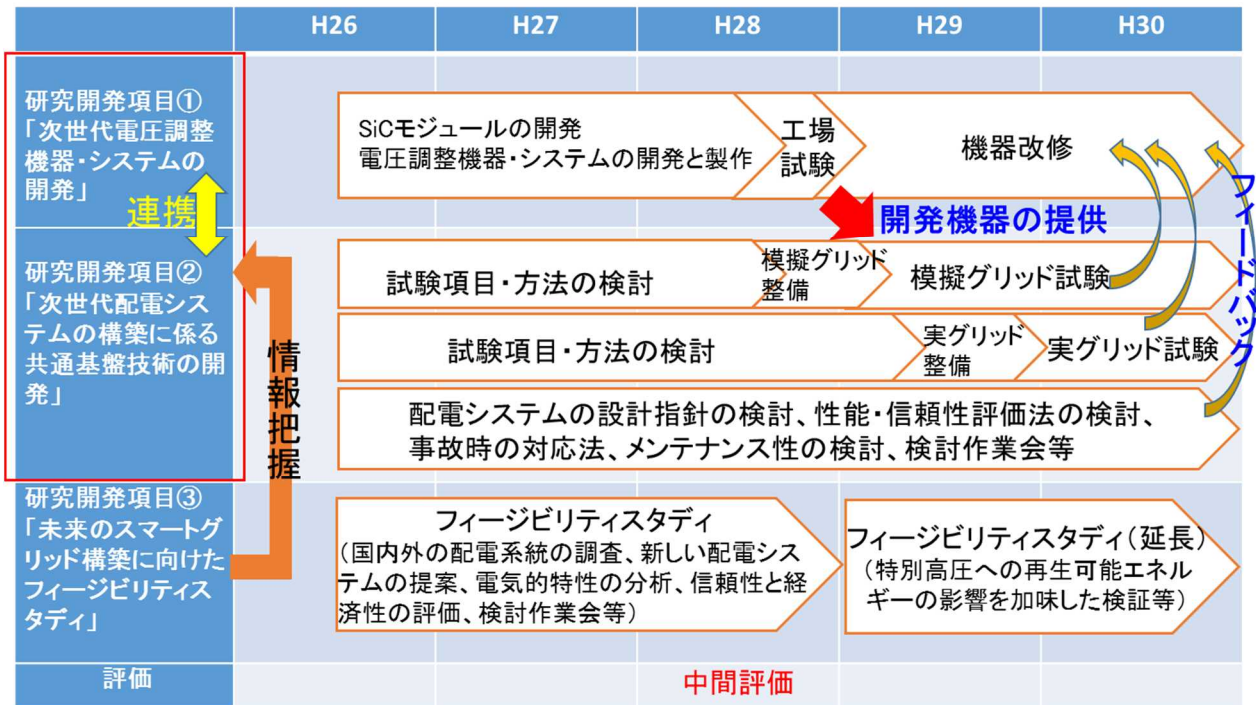 H26
H27
H28
H29
H30
研究開発項目①
「次世代電圧調整
機器・システムの
開発」
連携
SiCモジュールの開発
電圧調整機器・システムの開発と製作
工場
試験
機器改修
開発機器の提供
フィードバック
研究開発項目②
「次世代配電シス
テムの構築に係る
共通基盤技術の開
発」
情報把握
試験項目・方法の検討
模擬グリッド
整備
模擬グリッド試験
試験項目・方法の検討
実グリッド
整備
実グリッド試験
配電システムの設計指針の検討、性能・信頼性評価法の検討、
事故時の対応法、メンテナンス性の検討、検討作業会等
研究開発項目③
「未来のスマートグ
リッド構築に向けた
フィージビリティス
タディ」
フィージビリティスタディ
（国内外の配電系統の調査、新しい配電シス
テムの提案、電気的特性の分析、信頼性と経
済性の評価、検討作業会等）
フィージビリティスタディ（延長）
（特別高圧への再生可能エネル
ギーの影響を加味した検証等）
評価
中間評価